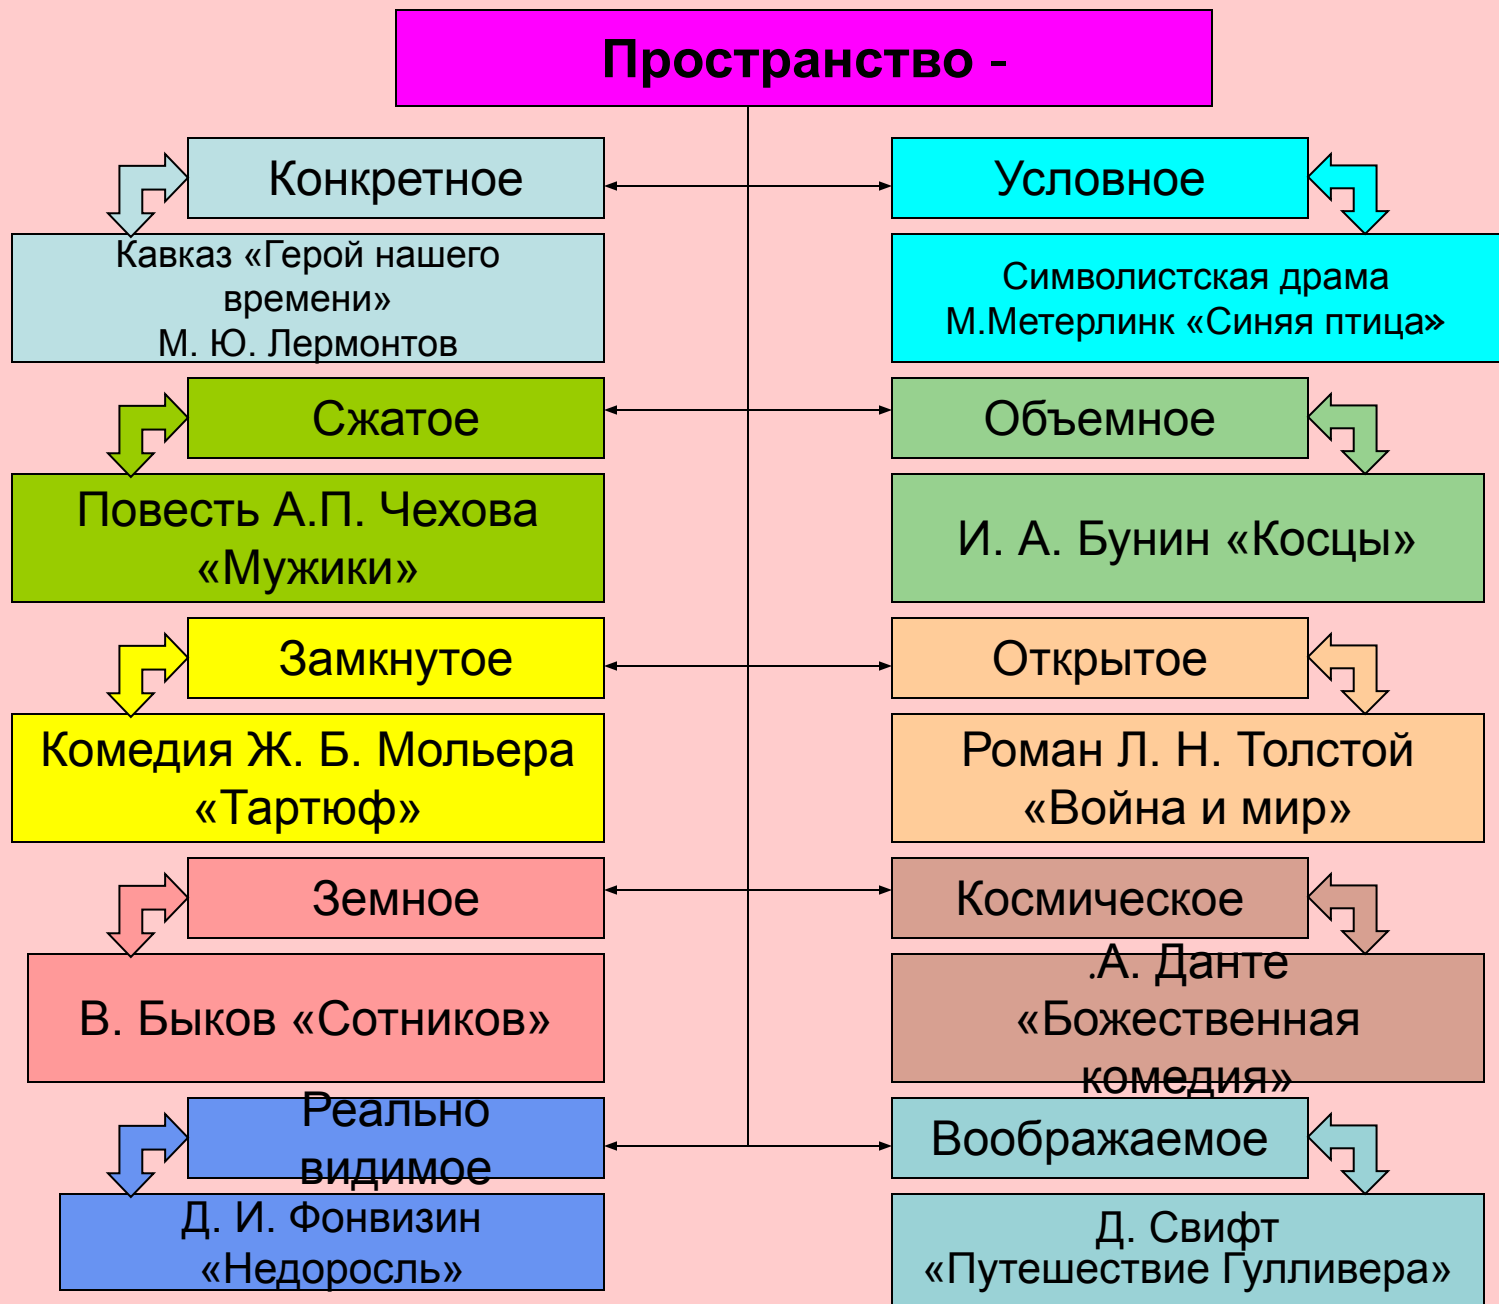 Пространство -
Конкретное
Условное
Кавказ «Герой нашего
времени»
М. Ю. Лермонтов
Символистская драма
М.Метерлинк «Синяя птица»
Сжатое
Объемное
Повесть А.П. Чехова
«Мужики»
И. А. Бунин «Косцы»
Замкнутое
Открытое
Комедия Ж. Б. Мольера
«Тартюф»
Роман Л. Н. Толстой
«Война и мир»
Земное
Космическое
В. Быков «Сотников»
.А. Данте
«Божественная
комедия»
Реально
видимое
Воображаемое
Д. И. Фонвизин
«Недоросль»
Д. Свифт
«Путешествие Гулливера»